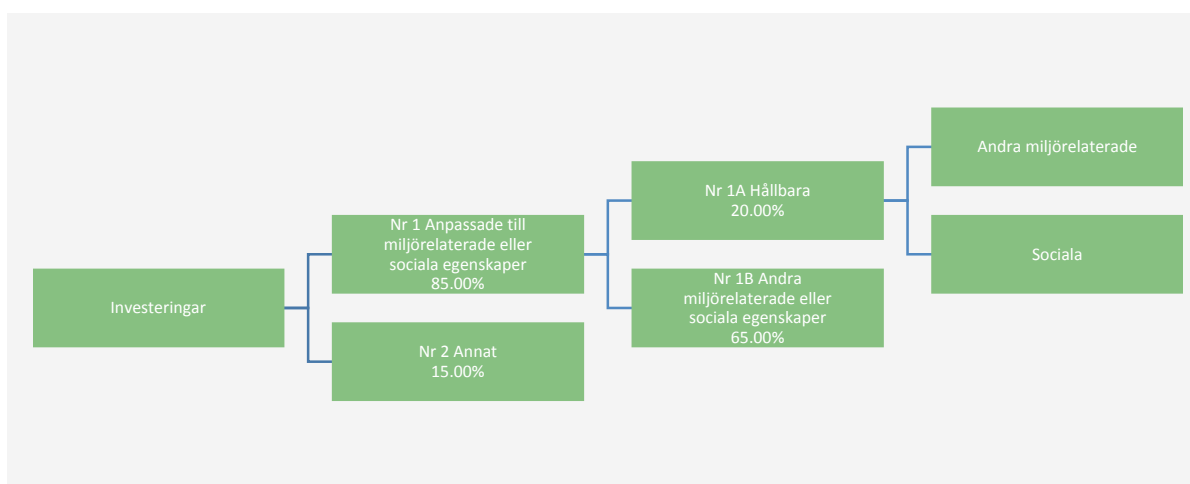 Investeringar
Nr 1 Anpassade till
miljörelaterade eller
sociala egenskaper
85.00%
Nr 2 Annat
15.00%
Nr 1A Hållbara
20.00%
Nr 1B Andra
miljörelaterade eller
sociala egenskaper
65.00%
Andra miljörelaterade
Sociala